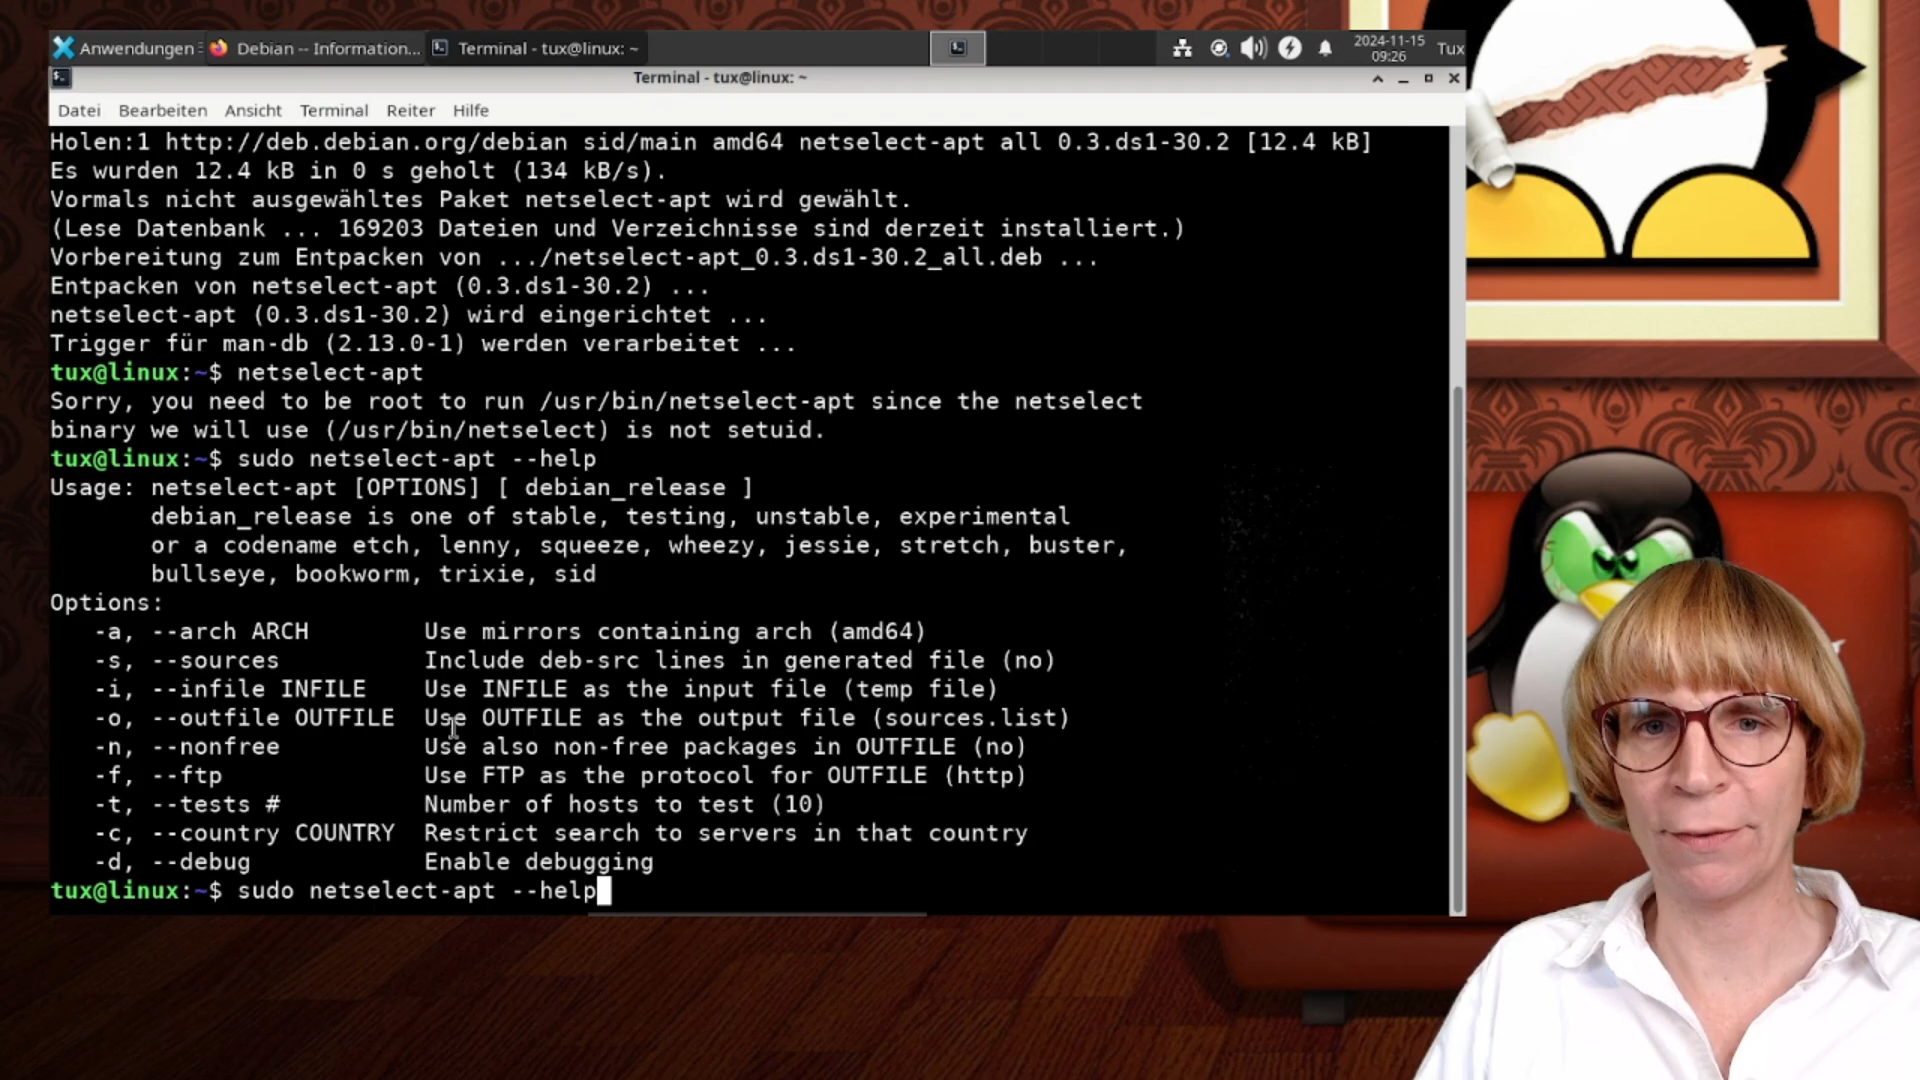 Anwendungen
Debian -- Information...
Terminal - tux@linux: ~
2024-11-15
09:26
Tux
Terminal - tux@linux: ~
Datei Bearbeiten Ansicht Terminal Reiter Hilfe
Holen:1 http://deb.debian.org/debian sid/main amd64 netselect-apt all 0.3.ds1-30.2 [12.4 kB]
Es wurden 12.4 kB in 0 s geholt (134 kB/s).
Vormals nicht ausgewähltes Paket netselect-apt wird gewählt.
(Lese Datenbank ... 169203 Dateien und Verzeichnisse sind derzeit installiert.)
Vorbereitung zum Entpacken von .../netselect-apt_0.3.ds1-30.2_all.deb ...
Entpacken von netselect-apt (0.3.ds1-30.2) ...
netselect-apt (0.3.ds1-30.2) wird eingerichtet ...
Trigger für man-db (2.13.0-1) werden verarbeitet ...
tux@linux:~$ netselect-apt
Sorry, you need to be root to run /usr/bin/netselect-apt since the netselect
binary we will use (/usr/bin/netselect) is not setuid.
tux@linux:~$ sudo netselect-apt --help
Usage: netselect-apt [OPTIONS] [ debian_release ]
debian_release is one of stable, testing, unstable, experimental
or a codename etch, lenny, squeeze, wheezy, jessie, stretch, buster,
bullseye, bookworm, trixie, sid
Options:
-a, --arch ARCH Use mirrors containing arch (amd64)
-s, --sources Include deb-src lines in generated file (no)
-i, --infile INFILE Use INFILE as the input file (temp file)
-o, --outfile OUTFILE Use OUTFILE as the output file (sources.list)
-n, --nonfree Use also non-free packages in OUTFILE (no)
-f, --ftp Use FTP as the protocol for OUTFILE (http)
-t, --tests # Number of hosts to test (10)
-c, --country COUNTRY Restrict search to servers in that country
-d, --debug Enable debugging
tux@linux:~$ sudo netselect-apt --help